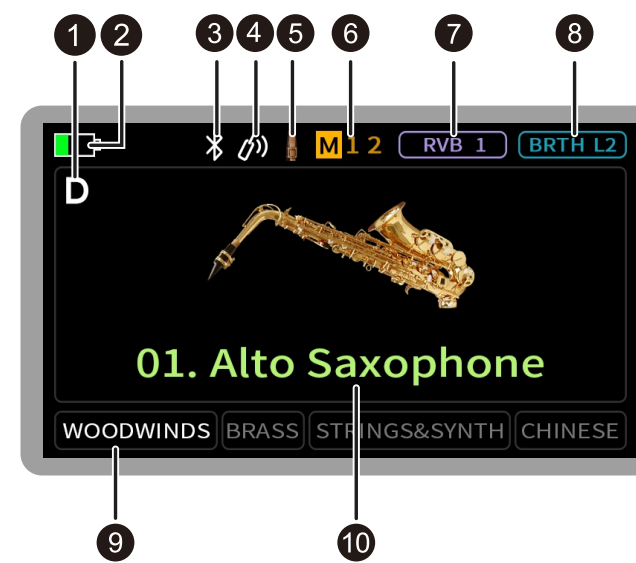 1 2 3 4 5 6 7 8
M 1 2 RVB 1 BRTH L2
D
01. Alto Saxophone
WOODWINDS BRASS STRINGS&SYNTH CHINESE
9 10